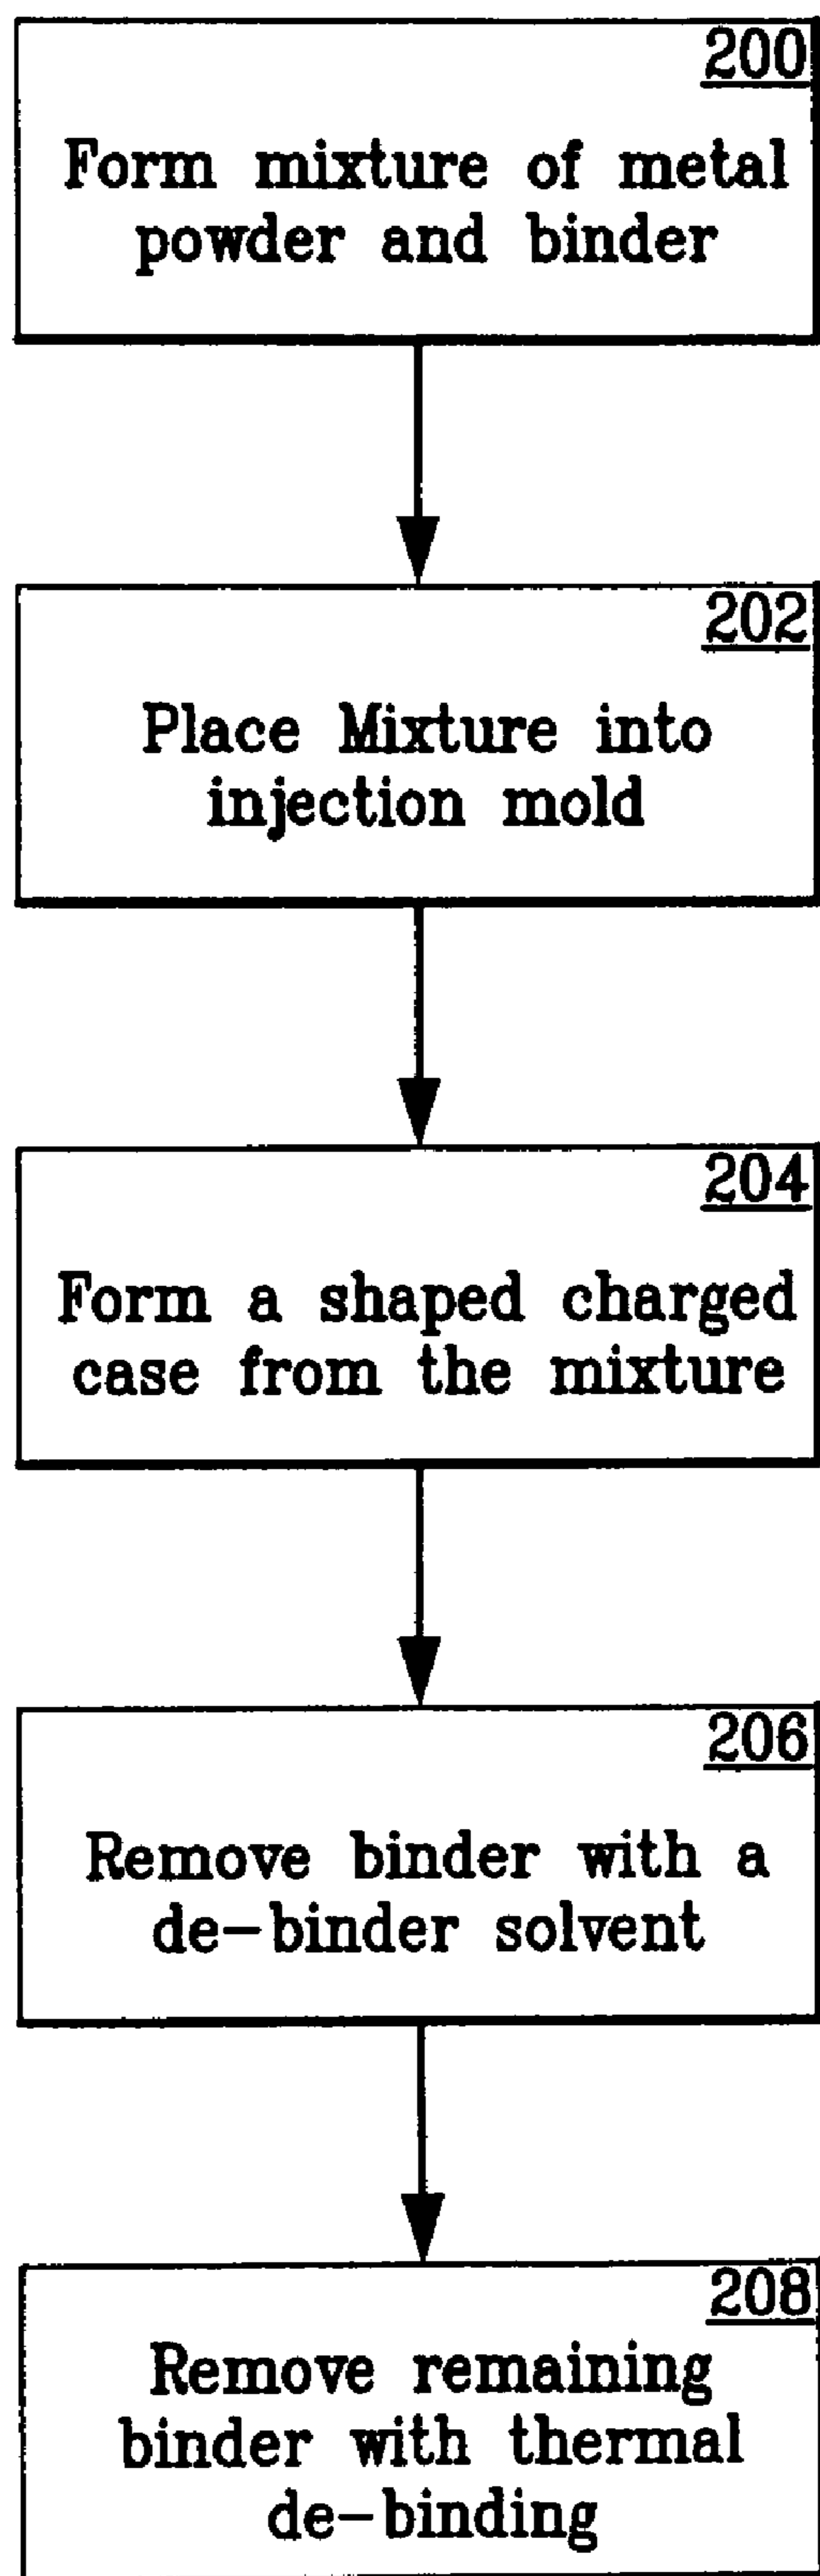 200
Form mixture of metal
powder and binder
202
Place Mixture into
injection mold
204
Form a shaped charged
case from the mixture
206
Remove binder with a
de-binder solvent
208
Remove remaining
binder with thermal
de-binding